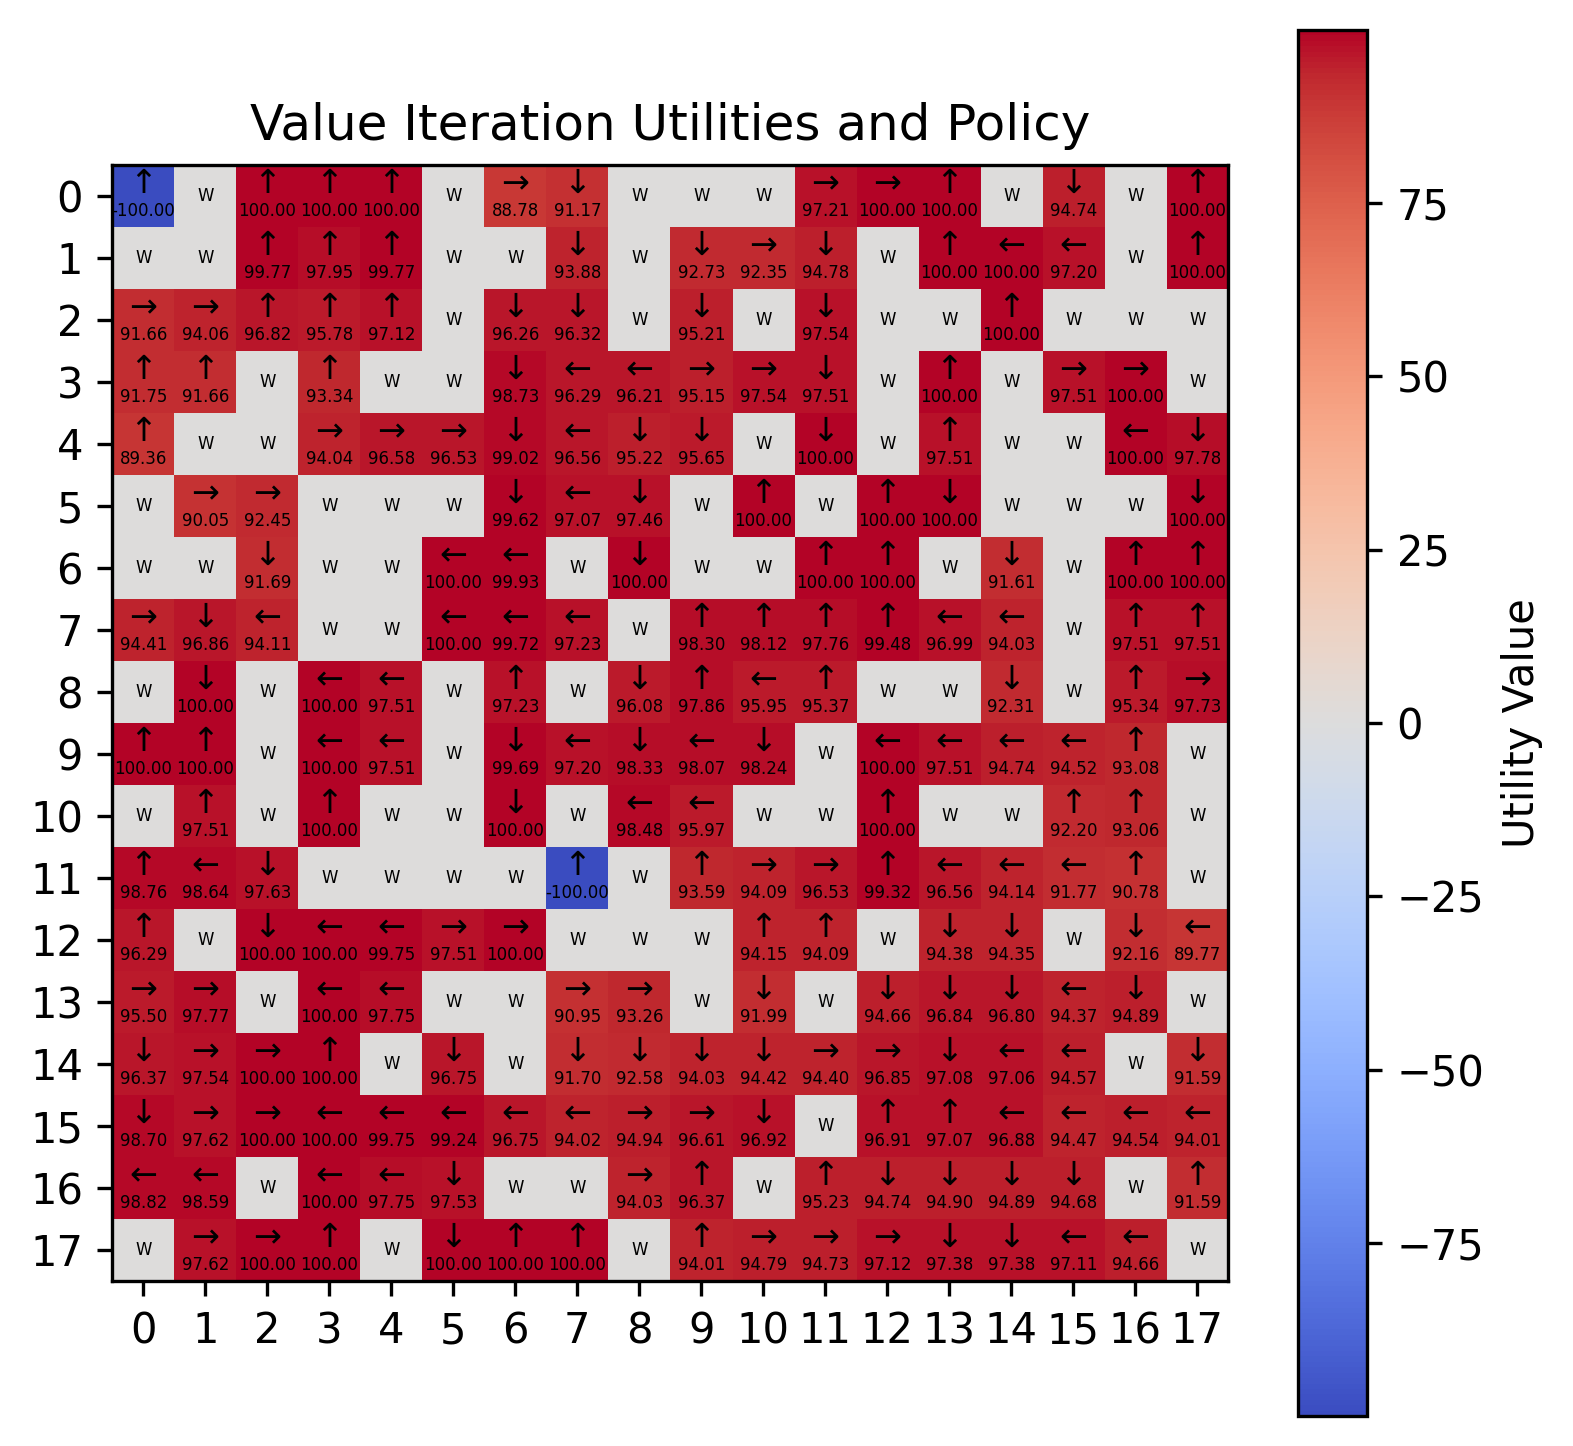 Value Iteration Utilities and Policy
0 ↑ W ↑ ↑ ↑ W → ↓ W W W → → ↑ W ↓ W ↑
-100.00 100.00 100.00 100.00 88.78 91.17 97.21 100.00 100.00 94.74 100.00
1 W W ↑ ↑ ↑ W W ↓ W ↓ → ↓ W ↑ ← ← W ↑
99.77 97.95 99.77 93.88 92.73 92.35 94.78 100.00 100.00 97.20 100.00
2 → → ↑ ↑ ↑ W ↓ ↓ W ↓ W ↓ W W ↑ W W W
91.66 94.06 96.82 95.78 97.12 96.26 96.32 95.21 97.54 100.00
3 ↑ ↑ W ↑ W W ↓ ← ← → → ↓ W ↑ W → → W
91.75 91.66 93.34 98.73 96.29 96.21 95.15 97.54 97.51 100.00 97.51 100.00
4 ↑ W W → → → ↓ ← ↓ ↓ W ↓ W ↑ W W ← ↓
89.36 94.04 96.58 96.53 99.02 96.56 95.22 95.65 100.00 97.51 100.00 97.78
5 W → → W W W ↓ ← ↓ W ↑ W ↑ ↓ W W W ↓
90.05 92.45 99.62 97.07 97.46 100.00 100.00 100.00 100.00
6 W W ↓ W W ← ← W ↓ W W ↑ ↑ W ↓ W ↑ ↑
91.69 100.00 99.93 100.00 100.00 100.00 91.61 100.00 100.00
7 → ↓ ← W W ← ← ← W ↑ ↑ ↑ ↑ ← ← W ↑ ↑
94.41 96.86 94.11 100.00 99.72 97.23 98.30 98.12 97.76 99.48 96.99 94.03 97.51 97.51
8 W ↓ W ← ← W ↑ W ↓ ↑ ← ↑ W W ↓ W ↑ →
100.00 100.00 97.51 97.23 96.08 97.86 95.95 95.37 92.31 95.34 97.73
9 ↑ ↑ W ← ← W ↓ ← ↓ ← ↓ W ← ← ← ← ↑ W
100.00 100.00 100.00 97.51 99.69 97.20 98.33 98.07 98.24 100.00 97.51 94.74 94.52 93.08
10 W ↑ W ↑ W W ↓ W ← ← W W ↑ W W ↑ ↑ W
97.51 100.00 100.00 98.48 95.97 100.00 92.20 93.06
11 ↑ ← ↓ W W W W ↑ W ↑ → → ↑ ← ← ← ↑ W
98.76 98.64 97.63 -100.00 93.59 94.09 96.53 99.32 96.56 94.14 91.77 90.78
12 ↑ W ↓ ← ← → → W W W ↑ ↑ W ↓ ↓ W ↓ ←
96.29 100.00 100.00 99.75 97.51 100.00 94.15 94.09 94.38 94.35 92.16 89.77
13 → → W ← ← W W → → W ↓ W ↓ ↓ ↓ ← ↓ W
95.50 97.77 100.00 97.75 90.95 93.26 91.99 94.66 96.84 96.80 94.37 94.89
14 ↓ → → ↑ W ↓ W ↓ ↓ ↓ ↓ → → ↓ ← ← W ↓
96.37 97.54 100.00 100.00 96.75 91.70 92.58 94.03 94.42 94.40 96.85 97.08 97.06 94.57 91.59
15 ↓ → → ← ← ← ← ← → → ↓ W ↑ ↑ ← ← ← ←
98.70 97.62 100.00 100.00 99.75 99.24 96.75 94.02 94.94 96.61 96.92 96.91 97.07 96.88 94.47 94.54 94.01
16 ← ← W ← ← ↓ W W → ↑ W ↑ ↓ ↓ ↓ ↓ W ↑
98.82 98.59 100.00 97.75 97.53 94.03 96.37 95.23 94.74 94.90 94.89 94.68 91.59
17 W → → ↑ W ↓ ↑ ↑ W ↑ → → → ↓ ↓ ← ← W
97.62 100.00 100.00 100.00 100.00 100.00 94.01 94.79 94.73 97.12 97.38 97.38 97.11 94.66
0 1 2 3 4 5 6 7 8 9 10 11 12 13 14 15 16 17
75
50
25
0
−25
−50
−75
Utility Value